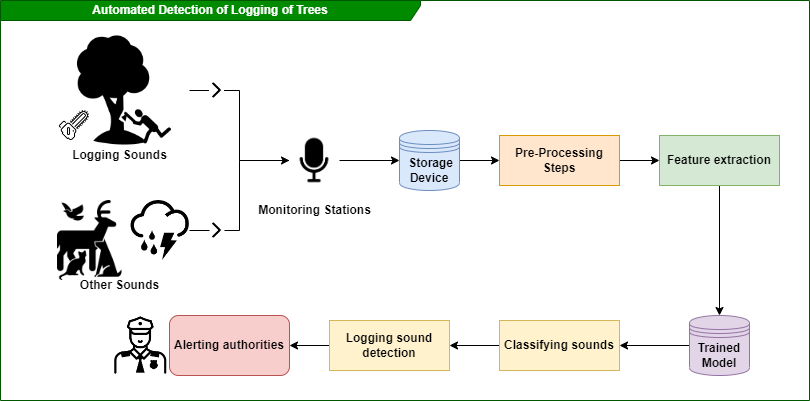 Automated Detection of Logging of Trees
Logging Sounds
Other Sounds
Monitoring Stations
Storage
Device
Pre-Processing
Steps
Feature extraction
Trained
Model
Classifying sounds
Logging sound
detection
Alerting authorities